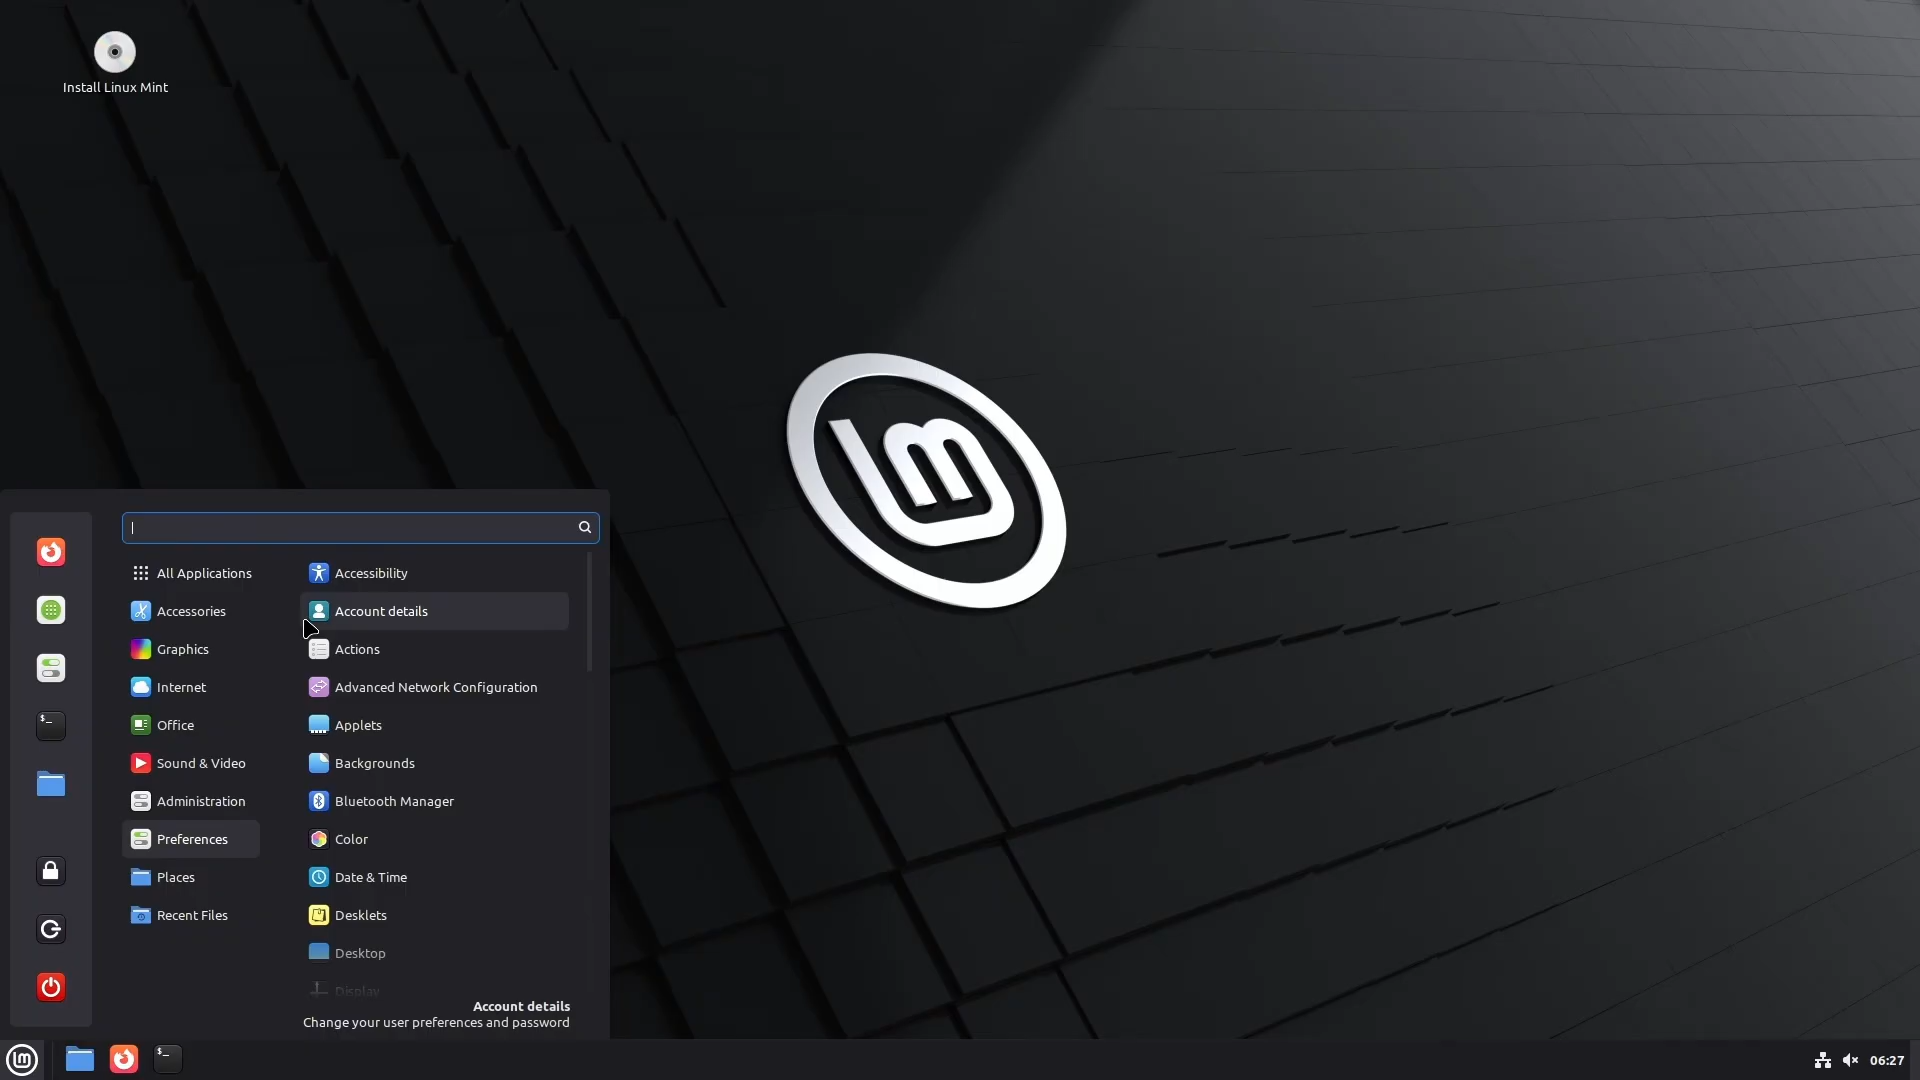 Install Linux Mint
All Applications
Accessories
Graphics
Internet
Office
Sound & Video
Administration
Preferences
Places
Recent Files
Accessibility
Account details
Actions
Advanced Network Configuration
Applets
Backgrounds
Bluetooth Manager
Color
Date & Time
Desklets
Desktop
Display
Account details
Change your user preferences and password
06:27